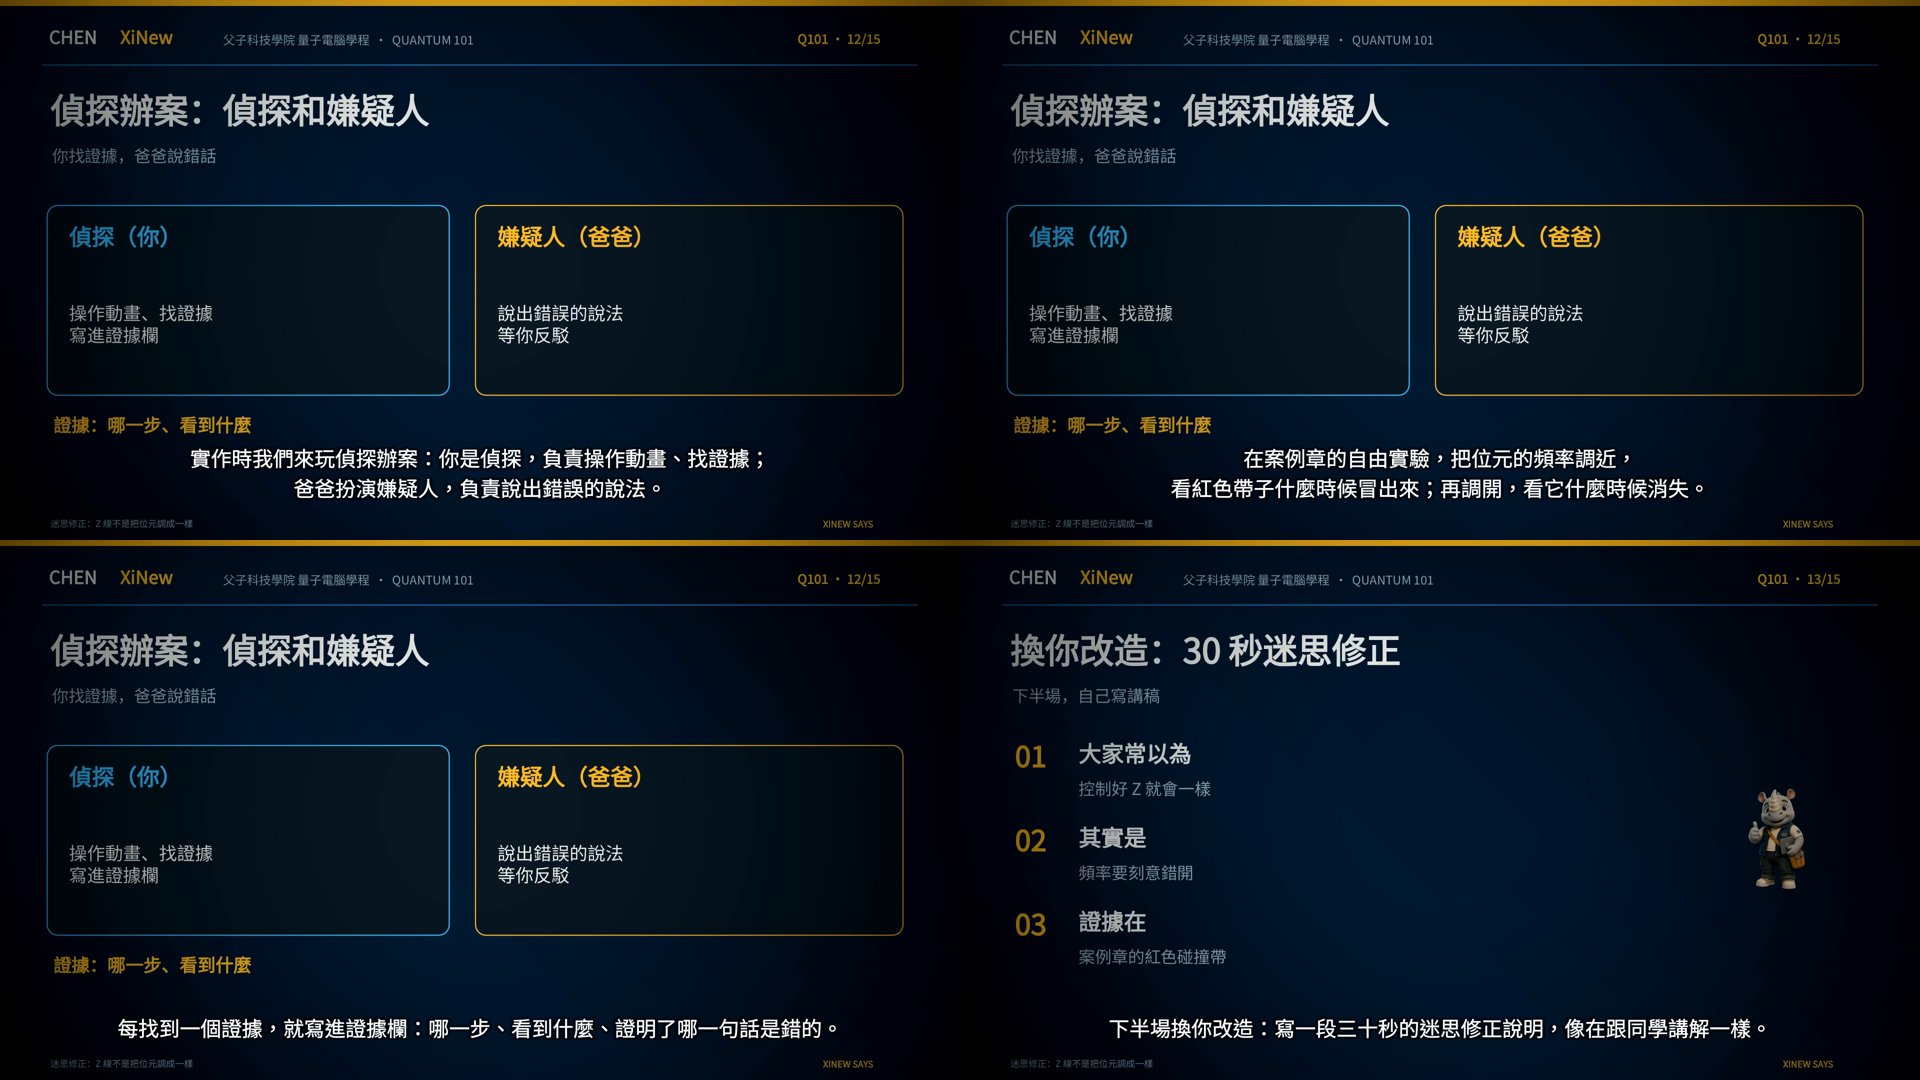 CHEN XiNew 父子科技學院 量子電腦學程 • QUANTUM 101 Q101 • 12/15
偵探辦案：偵探和嫌疑人
你找證據，爸爸說錯話
偵探（你）
操作動畫、找證據
寫進證據欄
嫌疑人（爸爸）
說出錯誤的說法
等你反駁
證據：哪一步、看到什麼
實作時我們來玩偵探辦案：你是偵探，負責操作動畫、找證據；
爸爸扮演嫌疑人，負責說出錯誤的說法。
迷思修正：Z 線不是把位元調成一樣 XINEW SAYS
CHEN XiNew 父子科技學院 量子電腦學程 • QUANTUM 101 Q101 • 12/15
偵探辦案：偵探和嫌疑人
你找證據，爸爸說錯話
偵探（你）
操作動畫、找證據
寫進證據欄
嫌疑人（爸爸）
說出錯誤的說法
等你反駁
證據：哪一步、看到什麼
在案例章的自由實驗，把位元的頻率調近，
看紅色帶子什麼時候冒出來；再調開，看它什麼時候消失。
迷思修正：Z 線不是把位元調成一樣 XINEW SAYS
CHEN XiNew 父子科技學院 量子電腦學程 • QUANTUM 101 Q101 • 12/15
偵探辦案：偵探和嫌疑人
你找證據，爸爸說錯話
偵探（你）
操作動畫、找證據
寫進證據欄
嫌疑人（爸爸）
說出錯誤的說法
等你反駁
證據：哪一步、看到什麼
每找到一個證據，就寫進證據欄：哪一步、看到什麼、證明了哪一句話是錯的。
迷思修正：Z 線不是把位元調成一樣 XINEW SAYS
CHEN XiNew 父子科技學院 量子電腦學程 • QUANTUM 101 Q101 • 13/15
換你改造：30 秒迷思修正
下半場，自己寫講稿
01 大家常以為
控制好 Z 就會一樣
02 其實是
頻率要刻意錯開
03 證據在
案例章的紅色碰撞帶
下半場換你改造：寫一段三十秒的迷思修正說明，像在跟同學講解一樣。
迷思修正：Z 線不是把位元調成一樣 XINEW SAYS